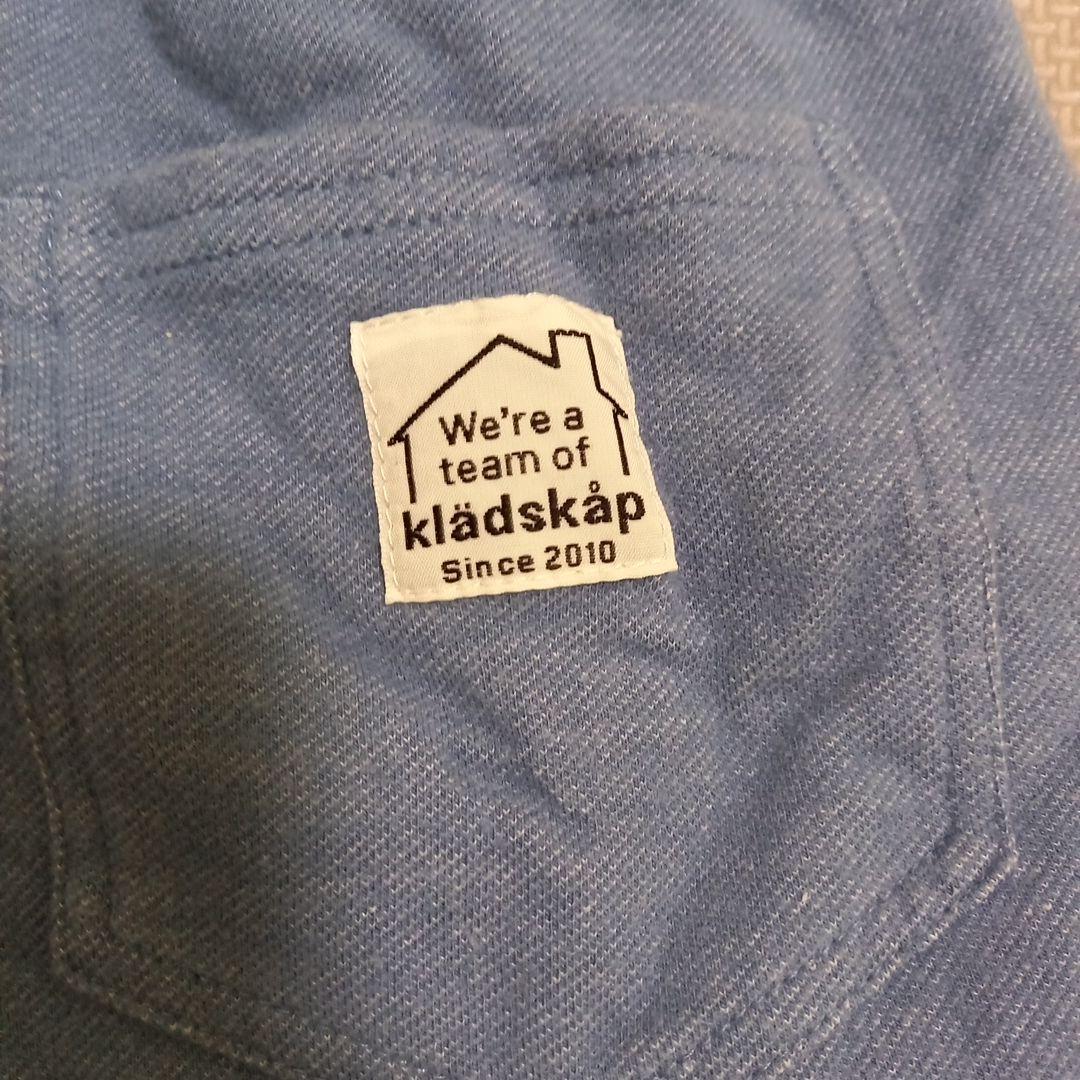 We're a
team of
klädskåp
Since 2010